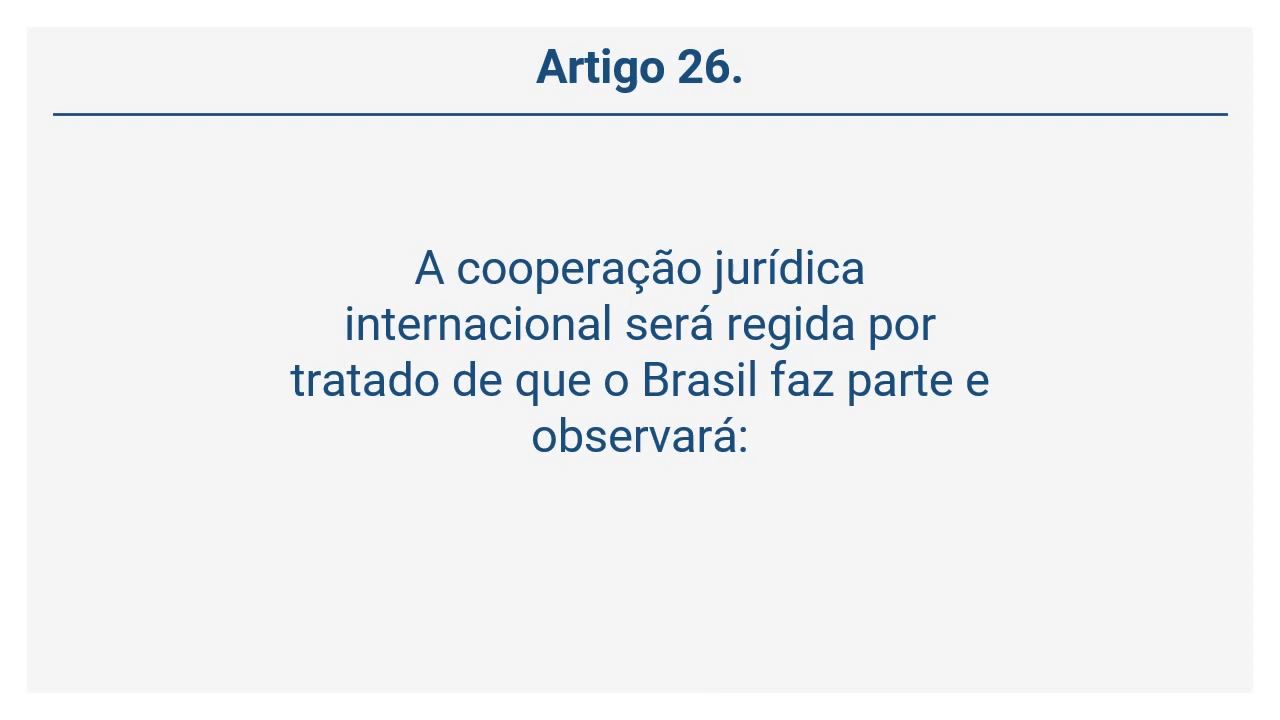 Artigo 26.
A cooperação jurídica
internacional será regida por
tratado de que o Brasil faz parte e
observará: